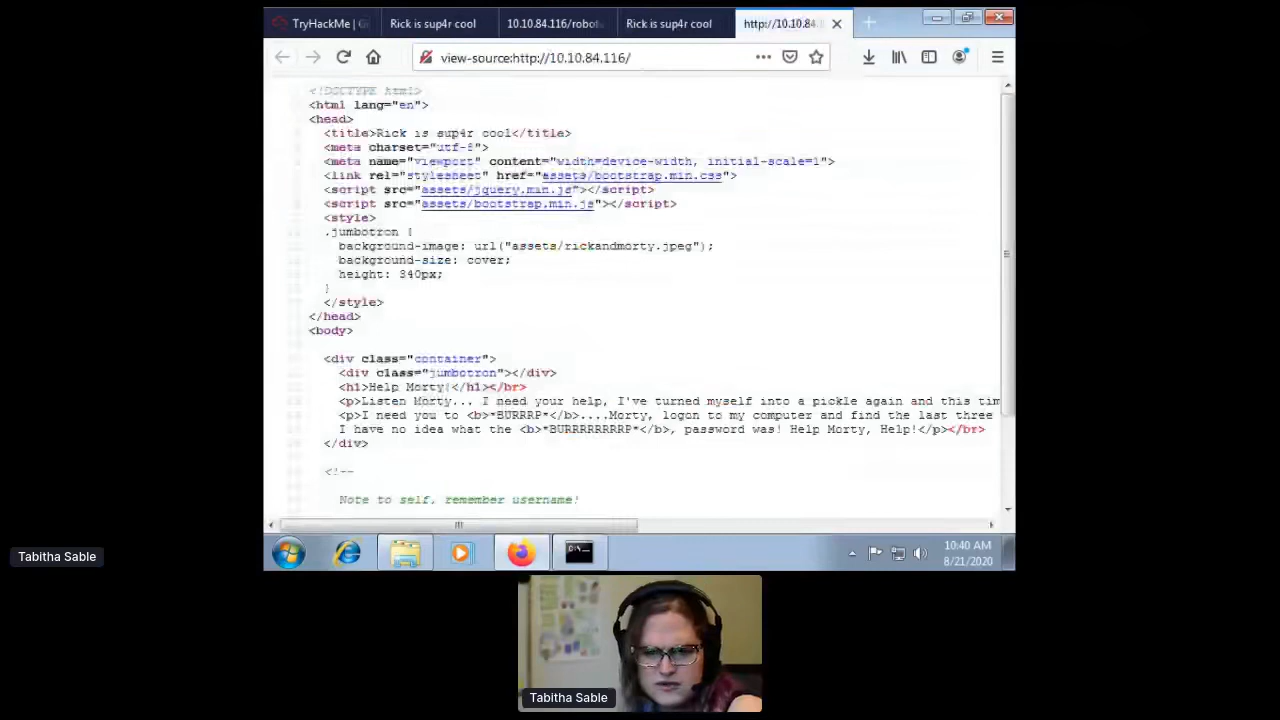 TryHackMe | G
Rick is sup4r cool
10.10.84.116/robot
Rick is sup4r cool
http://10.10.84
view-source:http://10.10.84.116/
<!DOCTYPE html>
<html lang="en">
<head>
<title>Rick is sup4r cool</title>
<meta charset="utf-8">
<meta name="viewport" content="width=device-width, initial-scale=1">
<link rel="stylesheet" href="assets/bootstrap.min.css">
<script src="assets/jquery.min.js"></script>
<script src="assets/bootstrap.min.js"></script>
<style>
.jumbotron {
background-image: url("assets/rickandmorty.jpeg");
background-size: cover;
height: 340px;
}
</style>
</head>
<body>
<div class="container">
<div class="jumbotron"></div>
<h1>Help Morty!</h1></br>
<p>Listen Morty... I need your help, I've turned myself into a pickle again and this tim
<p>I need you to <b>*BURRRP*</b>....Morty, logon to my computer and find the last three
I have no idea what the <b>*BURRRRRRRRP*</b>, password was! Help Morty, Help!</p></br>
</div>
<!--
Note to self, remember username!
10:40 AM
8/21/2020
Tabitha Sable
Tabitha Sable